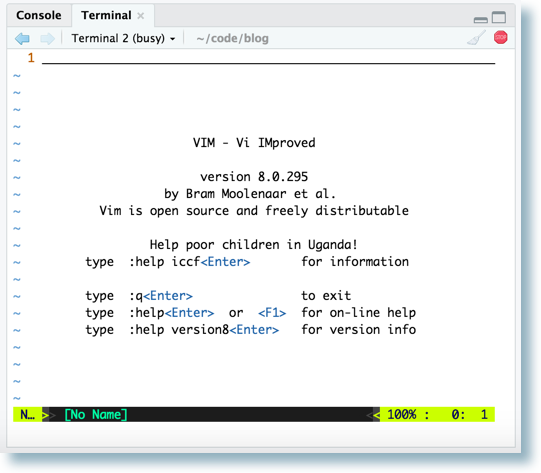 Console Terminal ×
Terminal 2 (busy) ~/code/blog STOP
1
~
~
~
~
~ VIM - Vi IMproved
~
~ version 8.0.295
~ by Bram Moolenaar et al.
~ Vim is open source and freely distributable
~
~ Help poor children in Uganda!
~ type :help iccf<Enter> for information
~
~ type :q<Enter> to exit
~ type :help<Enter> or <F1> for on-line help
~ type :help version8<Enter> for version info
~
~
~
~
N… > [No Name] < 100% : 0: 1